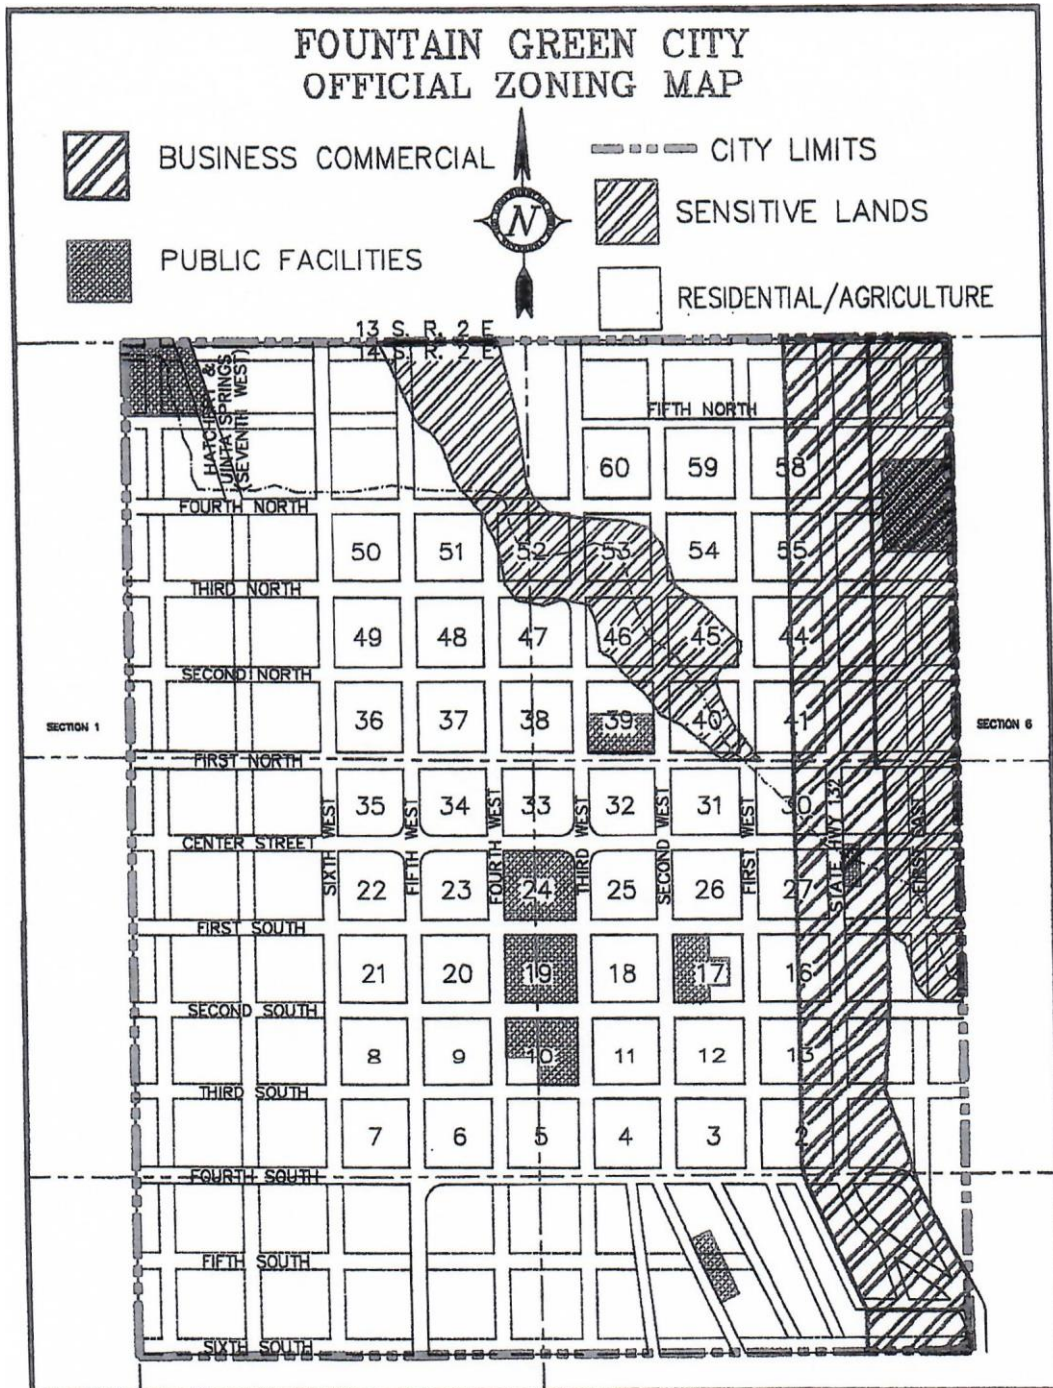 FOUNTAIN GREEN CITY
OFFICIAL ZONING MAP
BUSINESS COMMERCIAL
CITY LIMITS
N
SENSITIVE LANDS
PUBLIC FACILITIES
RESIDENTIAL/AGRICULTURE
13 S. R. 2 E
14 S. R. 2 E
HATCHERY &
UINTA SPRINGS
(SEVENTH WEST)
FIFTH NORTH
60 59 58
FOURTH NORTH
50 51 52 53 54 55
THIRD NORTH
49 48 47 46 45 44
SECOND NORTH
SECTION 1
36 37 38 39 40 41
SECTION 6
FIRST NORTH
35 34 33 32 31 30
SIXTH WEST
FIFTH WEST
FOURTH WEST
THIRD WEST
SECOND WEST
FIRST WEST
STATE HWY 132
FIRST EAST
CENTER STREET
22 23 24 25 26 27
FIRST SOUTH
21 20 19 18 17 16
SECOND SOUTH
8 9 10 11 12 13
THIRD SOUTH
7 6 5 4 3 2
FOURTH SOUTH
FIFTH SOUTH
SIXTH SOUTH